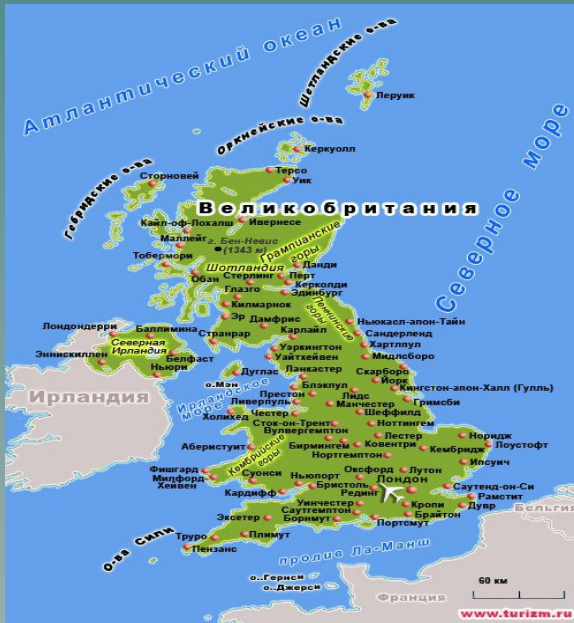 Атлантический океан
Шетландские о-ва
Леруик
Оркнейские о-ва
Керкуолл
Северное море
Гебридские о-ва
Сторновей
Терсо
Уик
Великобритания
Кайл-оф-Лохалш
Ивернесс
Маллейг
г. Бен-Невис
(1343 м)
Грампианские
горы
Тобермори
Шотландия
Данди
Обан
Стерлинг
Перт
Керколди
Глазго
Эдинбург
Килмарнок
Пеннинские
горы
Эр
Дамфрис
Ньюкасл-апон-Тайн
Лондондерри
Баллимина
Странрар
Карлайл
Сандерленд
Северная
Ирландия
Уэркингтон
Хартлпул
Эннискиллен
Белфаст
Уайтхейвен
Мидлсборо
Ньюри
Дуглас
Ланкастер
Скарборо
о.Мэн
Йорк
Ирландия
Ирландское
море
Блэкпул
Престон
Лидс
Кингстон-апон-Халл (Гулль)
Ливерпуль
Манчестер
Гримсби
Холихед
Честер
Шеффилд
Сток-он-Трент
Ноттингем
Вулвергемптон
Лестер
Норидж
Аберистуит
Бирмингем
Ковентри
Кембридж
Лоустофт
Кембрийские
горы
Нортгемптон
Ипсуич
Фишгард
Милфорд-
Хейвен
Суонси
Ньюпорт
Оксфорд
Лутон
Лондон
Саутенд-он-Си
Кардифф
Бристоль
Рединг
Рамстит
Уинчестер
Кропи
Дувр
Бельгия
Эксетер
Саутгемптон
Борнмут
Брайтон
Портсмут
Труро
Плимут
О-ва Силли
Пензанс
пролив Ла-Манш
о..Гернси
о..Джерси
60 км
Франция
www.turizm.ru